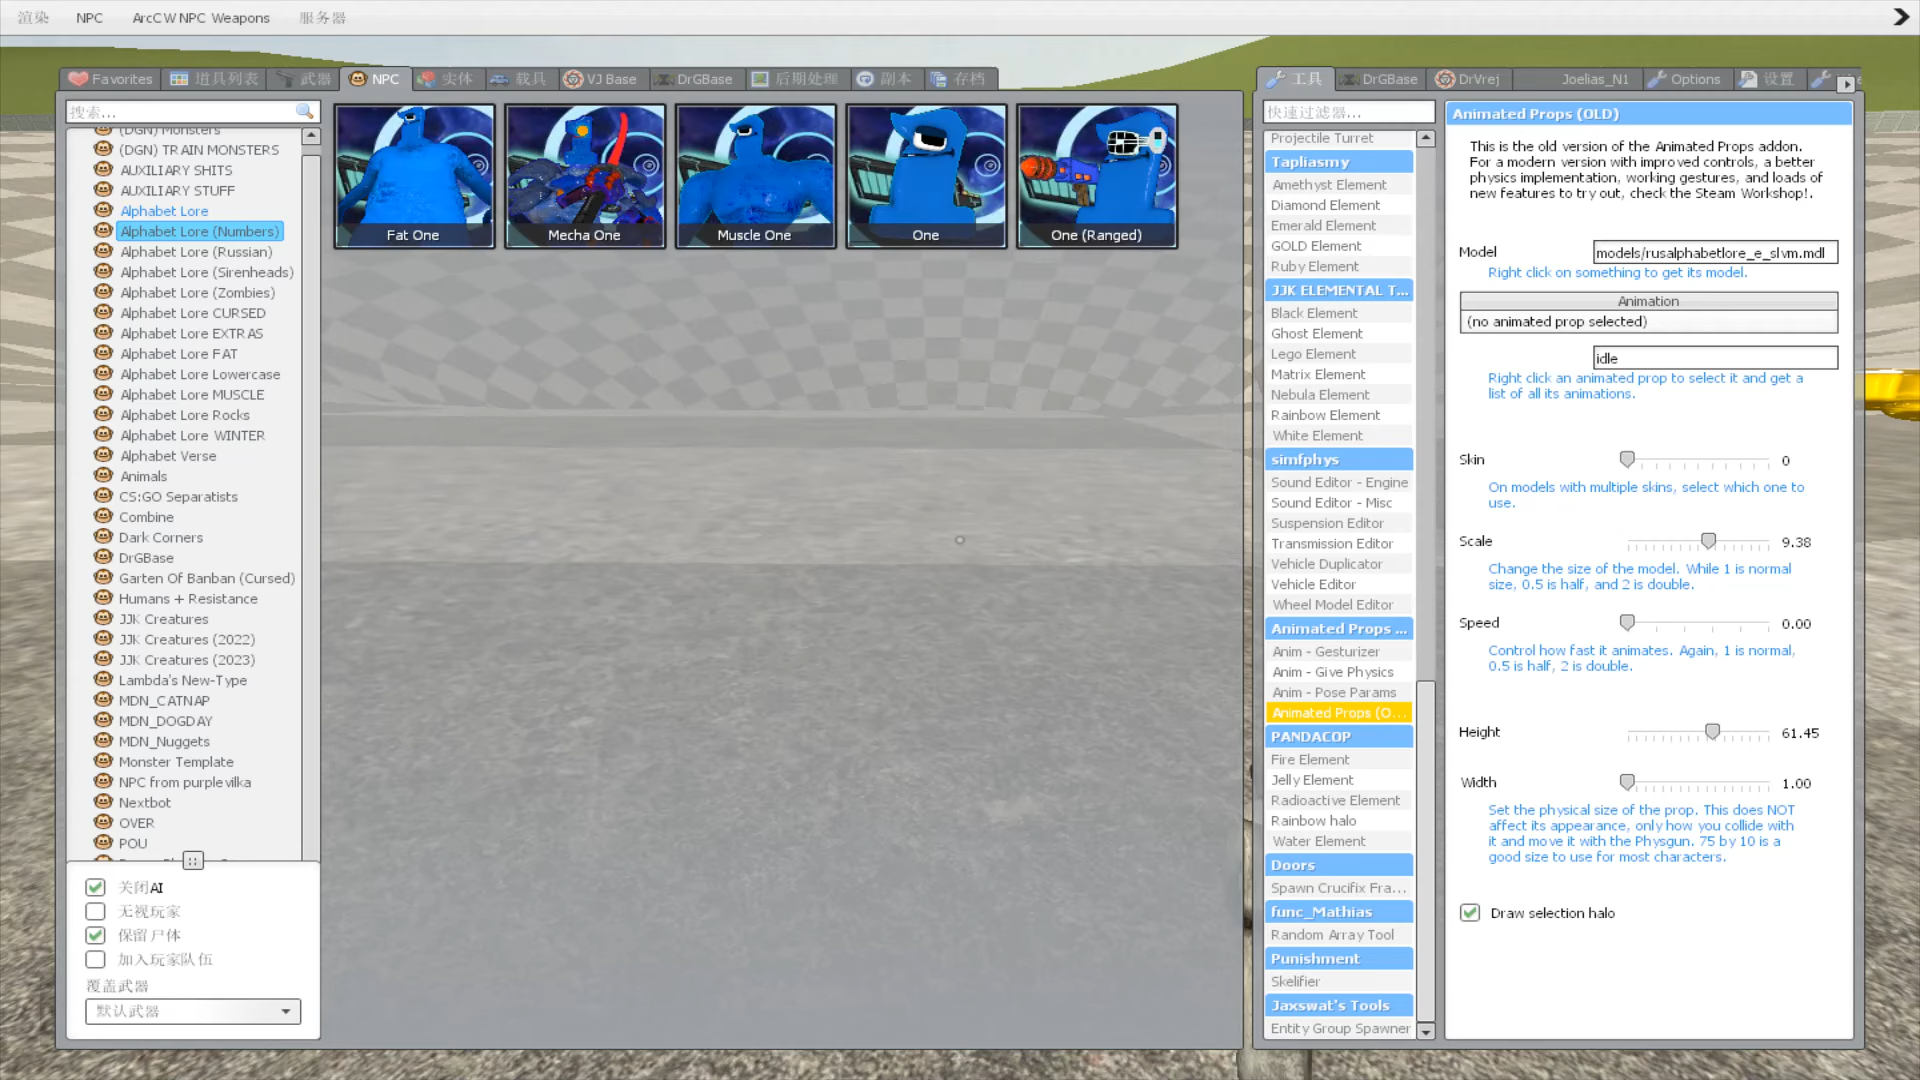 渲染 NPC ArcCW NPC Weapons 服务器
Favorites 道具列表 武器 NPC 实体 载具 VJ Base DrGBase 后期处理 副本 存档
搜索...
(DGN) Monsters
(DGN) TRAIN MONSTERS
AUXILIARY SHITS
AUXILIARY STUFF
Alphabet Lore
Alphabet Lore (Numbers)
Alphabet Lore (Russian)
Alphabet Lore (Sirenheads)
Alphabet Lore (Zombies)
Alphabet Lore CURSED
Alphabet Lore EXTRAS
Alphabet Lore FAT
Alphabet Lore Lowercase
Alphabet Lore MUSCLE
Alphabet Lore Rocks
Alphabet Lore WINTER
Alphabet Verse
Animals
CS:GO Separatists
Combine
Dark Corners
DrGBase
Garten Of Banban (Cursed)
Humans + Resistance
JJK Creatures
JJK Creatures (2022)
JJK Creatures (2023)
Lambda's New-Type
MDN_CATNAP
MDN_DOGDAY
MDN_Nuggets
Monster Template
NPC from purplevilka
Nextbot
OVER
POU
关闭AI
无视玩家
保留尸体
加入玩家队伍
覆盖武器
默认武器
Fat One
Mecha One
Muscle One
One
One (Ranged)
工具 DrGBase DrVrej Joelias_N1 Options 设置
快速过滤器...
Projectile Turret
Tapliasmy
Amethyst Element
Diamond Element
Emerald Element
GOLD Element
Ruby Element
JJK ELEMENTAL T...
Black Element
Ghost Element
Lego Element
Matrix Element
Nebula Element
Rainbow Element
White Element
simfphys
Sound Editor - Engine
Sound Editor - Misc
Suspension Editor
Transmission Editor
Vehicle Duplicator
Vehicle Editor
Wheel Model Editor
Animated Props ...
Anim - Gesturizer
Anim - Give Physics
Anim - Pose Params
Animated Props (O...
PANDACOP
Fire Element
Jelly Element
Radioactive Element
Rainbow halo
Water Element
Doors
Spawn Crucifix Fra...
func_Mathias
Random Array Tool
Punishment
Skelifier
Jaxswat's Tools
Entity Group Spawner
Animated Props (OLD)
This is the old version of the Animated Props addon.
For a modern version with improved controls, a better
physics implementation, working gestures, and loads of
new features to try out, check the Steam Workshop!.
Model models/rusalphabetlore_e_slvm.mdl
Right click on something to get its model.
Animation
(no animated prop selected)
idle
Right click an animated prop to select it and get a
list of all its animations.
Skin 0
On models with multiple skins, select which one to
use.
Scale 9.38
Change the size of the model. While 1 is normal
size, 0.5 is half, and 2 is double.
Speed 0.00
Control how fast it animates. Again, 1 is normal,
0.5 is half, 2 is double.
Height 61.45
Width 1.00
Set the physical size of the prop. This does NOT
affect its appearance, only how you collide with
it and move it with the Physgun. 75 by 10 is a
good size to use for most characters.
Draw selection halo